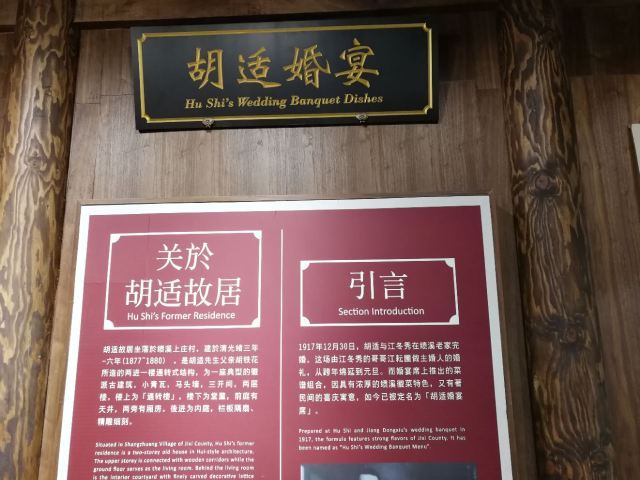 胡适婚宴
Hu Shi's Wedding Banquet Dishes
关於
胡适故居
Hu Shi's Former Residence
胡适故居坐落於绩溪上庄村，建於清光緒三年
-六年(1877~1880)，是胡适先父亲胡铁花
所造的两进一楼通转式结构，为一座典型的徽
派古建筑，小青瓦，马头墙，三开间，两层
楼，楼上为「通转楼」，楼下为堂屋，前庭有
天井，两旁有厢房，後进为内庭，栏板隔扇，
精雕细刻。
Situated in Shangzhuang Village of Jixi County, Hu Shi's former
residence is a two-storey old house in Hui-style architecture.
The upper storey is connected with wooden corridors while the
ground floor serves as the living room. Behind the living room
is the interior courtyard with finely carved decorative lattice
引言
Section Introduction
1917年12月30日，胡适与江冬秀在绩溪老家完
婚。这场由江冬秀的哥哥江耘圃做主婚人的婚
礼，从跨年绵延到元旦。而婚宴席上推出的菜
谱组合，因具有浓厚的绩溪徽菜特色，又有著
民间的喜庆寓意，如今已被定名为「胡适婚宴
席」。
Prepared at Hu Shi and Jiang Dongxiu's wedding banquet in
1917, the formula features strong flavors of Jixi County. It has
been named as "Hu Shi's Wedding Banquet Menu".